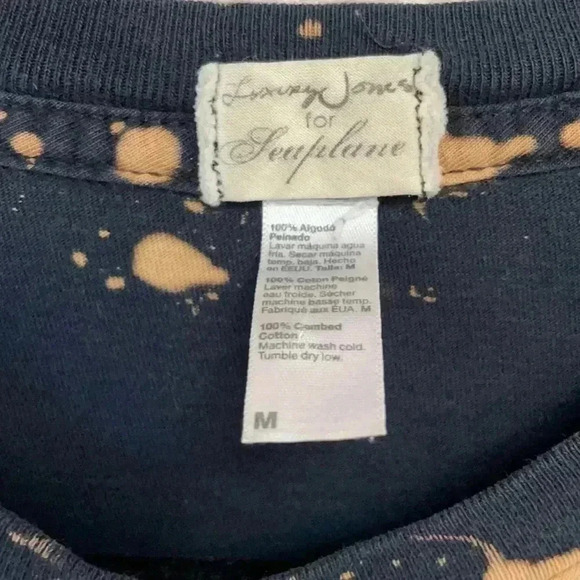 Luxury Jones
for
Seaplane
100% Algodó
Peinado
Lavar máquina agua
fría. Secar máquina
temp. baja. Hecho
en EEUU. Talla: M
100% Coton Peigné
Laver machine
eau froide. Sécher
machine basse temp.
Fabriqué aux EUA. M
100% Combed
Cotton
Machine wash cold.
Tumble dry low.
M